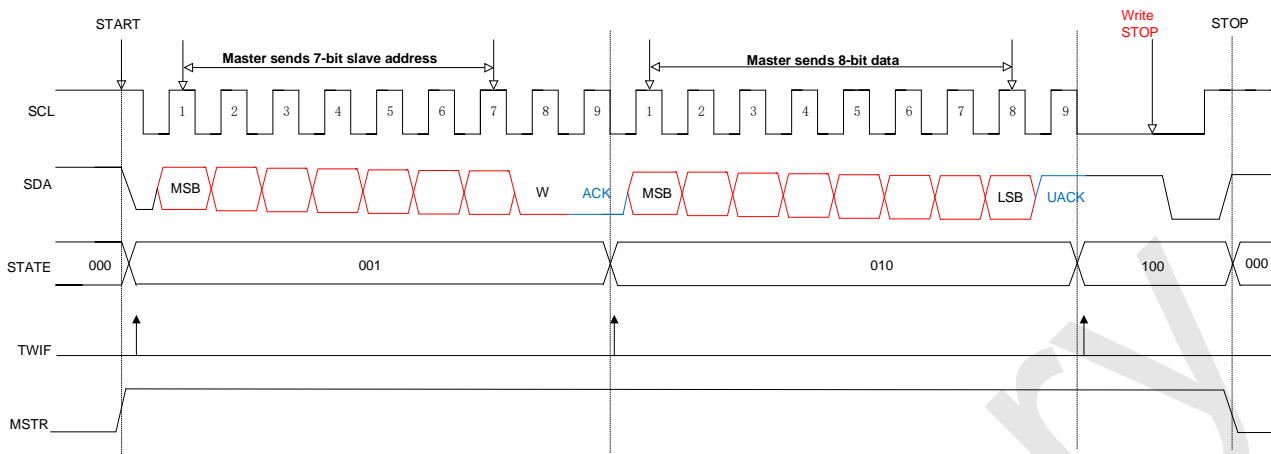 START
Write
STOP
STOP
Master sends 7-bit slave address
Master sends 8-bit data
SCL
1 2 3 4 5 6 7 8 9 1 2 3 4 5 6 7 8 9
SDA
MSB W ACK MSB LSB UACK
STATE
000 001 010 100 000
TWIF
MSTR
ry